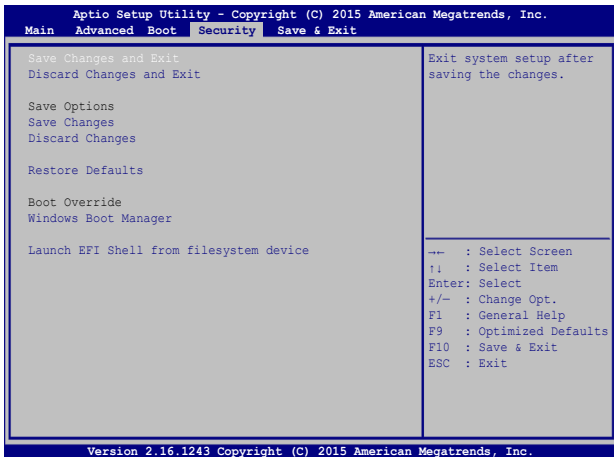 Aptio Setup Utility - Copyright (C) 2015 American Megatrends, Inc.
Main Advanced Boot Security Save & Exit
Save Changes and Exit
Discard Changes and Exit
Save Options
Save Changes
Discard Changes
Restore Defaults
Boot Override
Windows Boot Manager
Launch EFI Shell from filesystem device
Exit system setup after
saving the changes.
→← : Select Screen
↑↓ : Select Item
Enter: Select
+/— : Change Opt.
F1 : General Help
F9 : Optimized Defaults
F10 : Save & Exit
ESC : Exit
Version 2.16.1243 Copyright (C) 2015 American Megatrends, Inc.